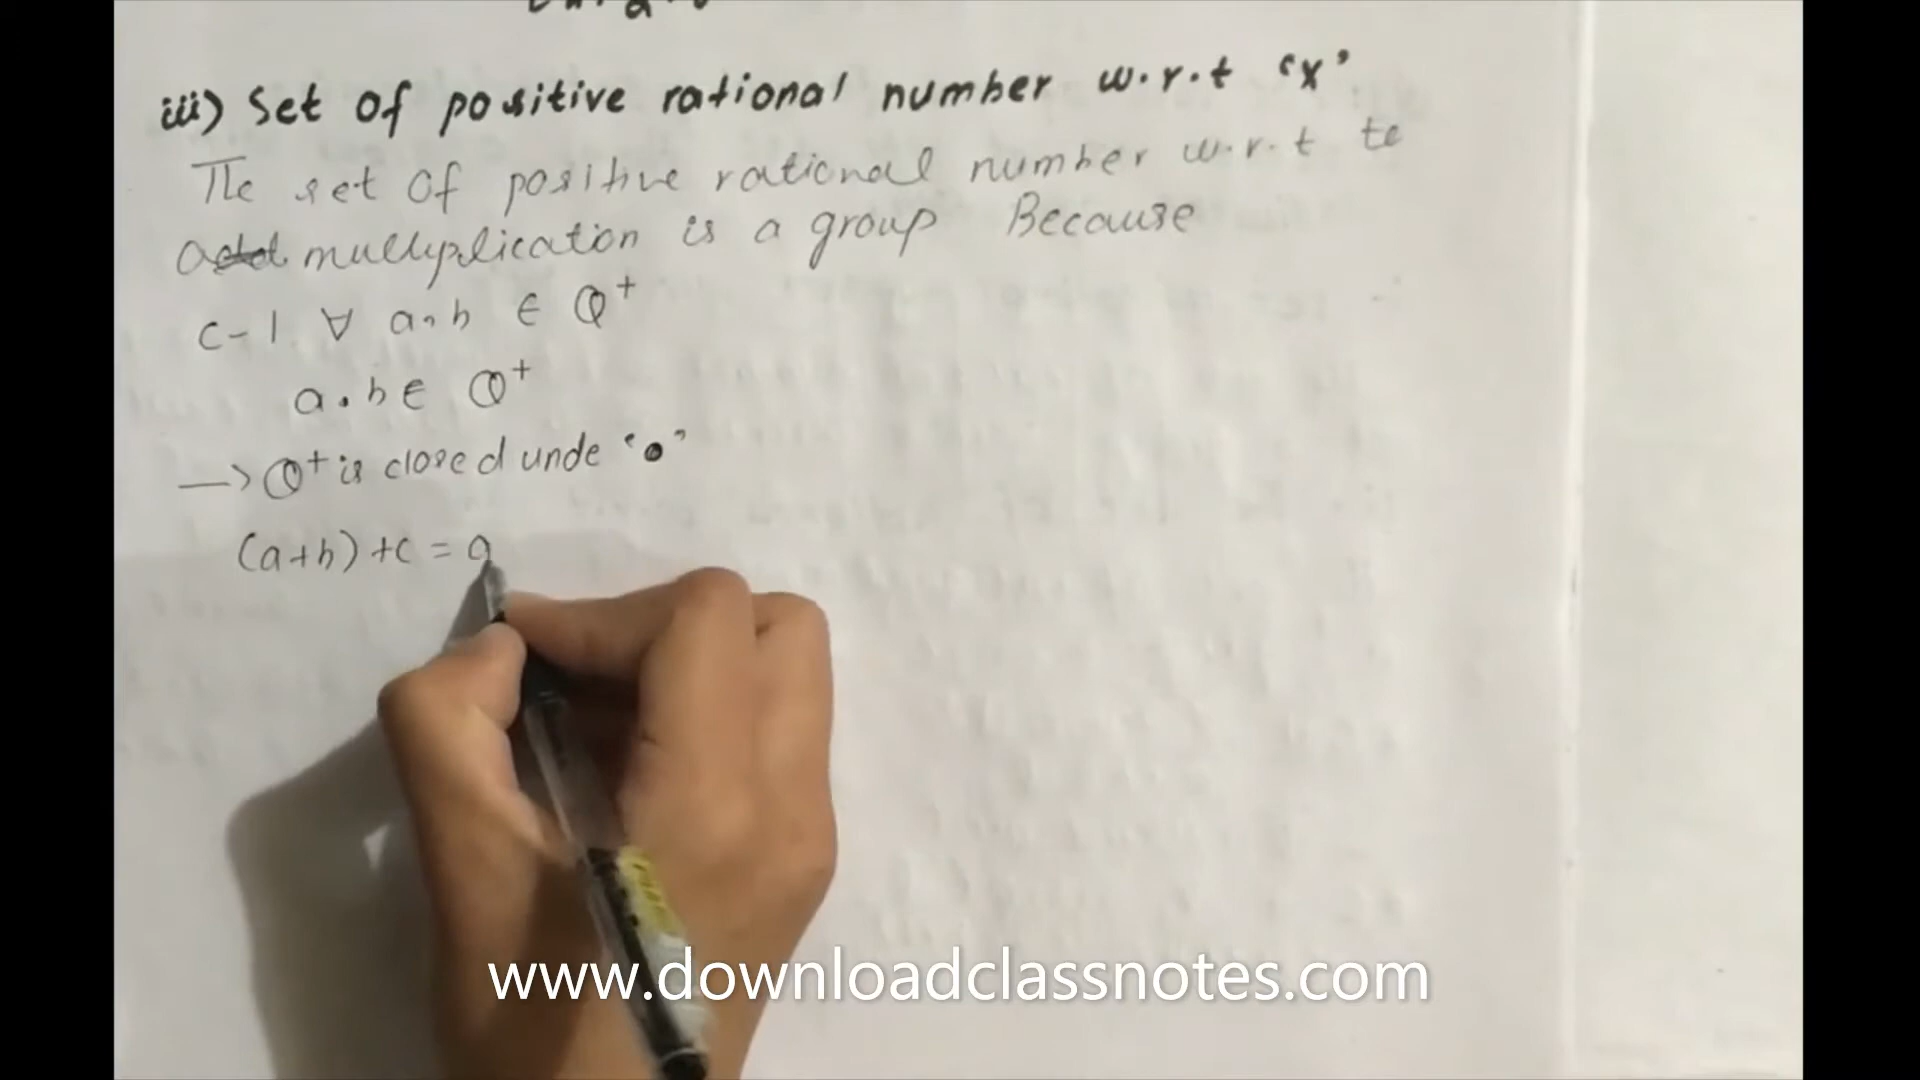 iii) Set of positive rational number w.r.t ‘x’
The set of positive rational number w.r.t to
multiplication is a group Because
c-1 ∀ a, b ∈ Q⁺
a . b ∈ Q⁺
—> Q⁺ is closed unde ‘•’
(a+b)+c = a
www.downloadclassnotes.com